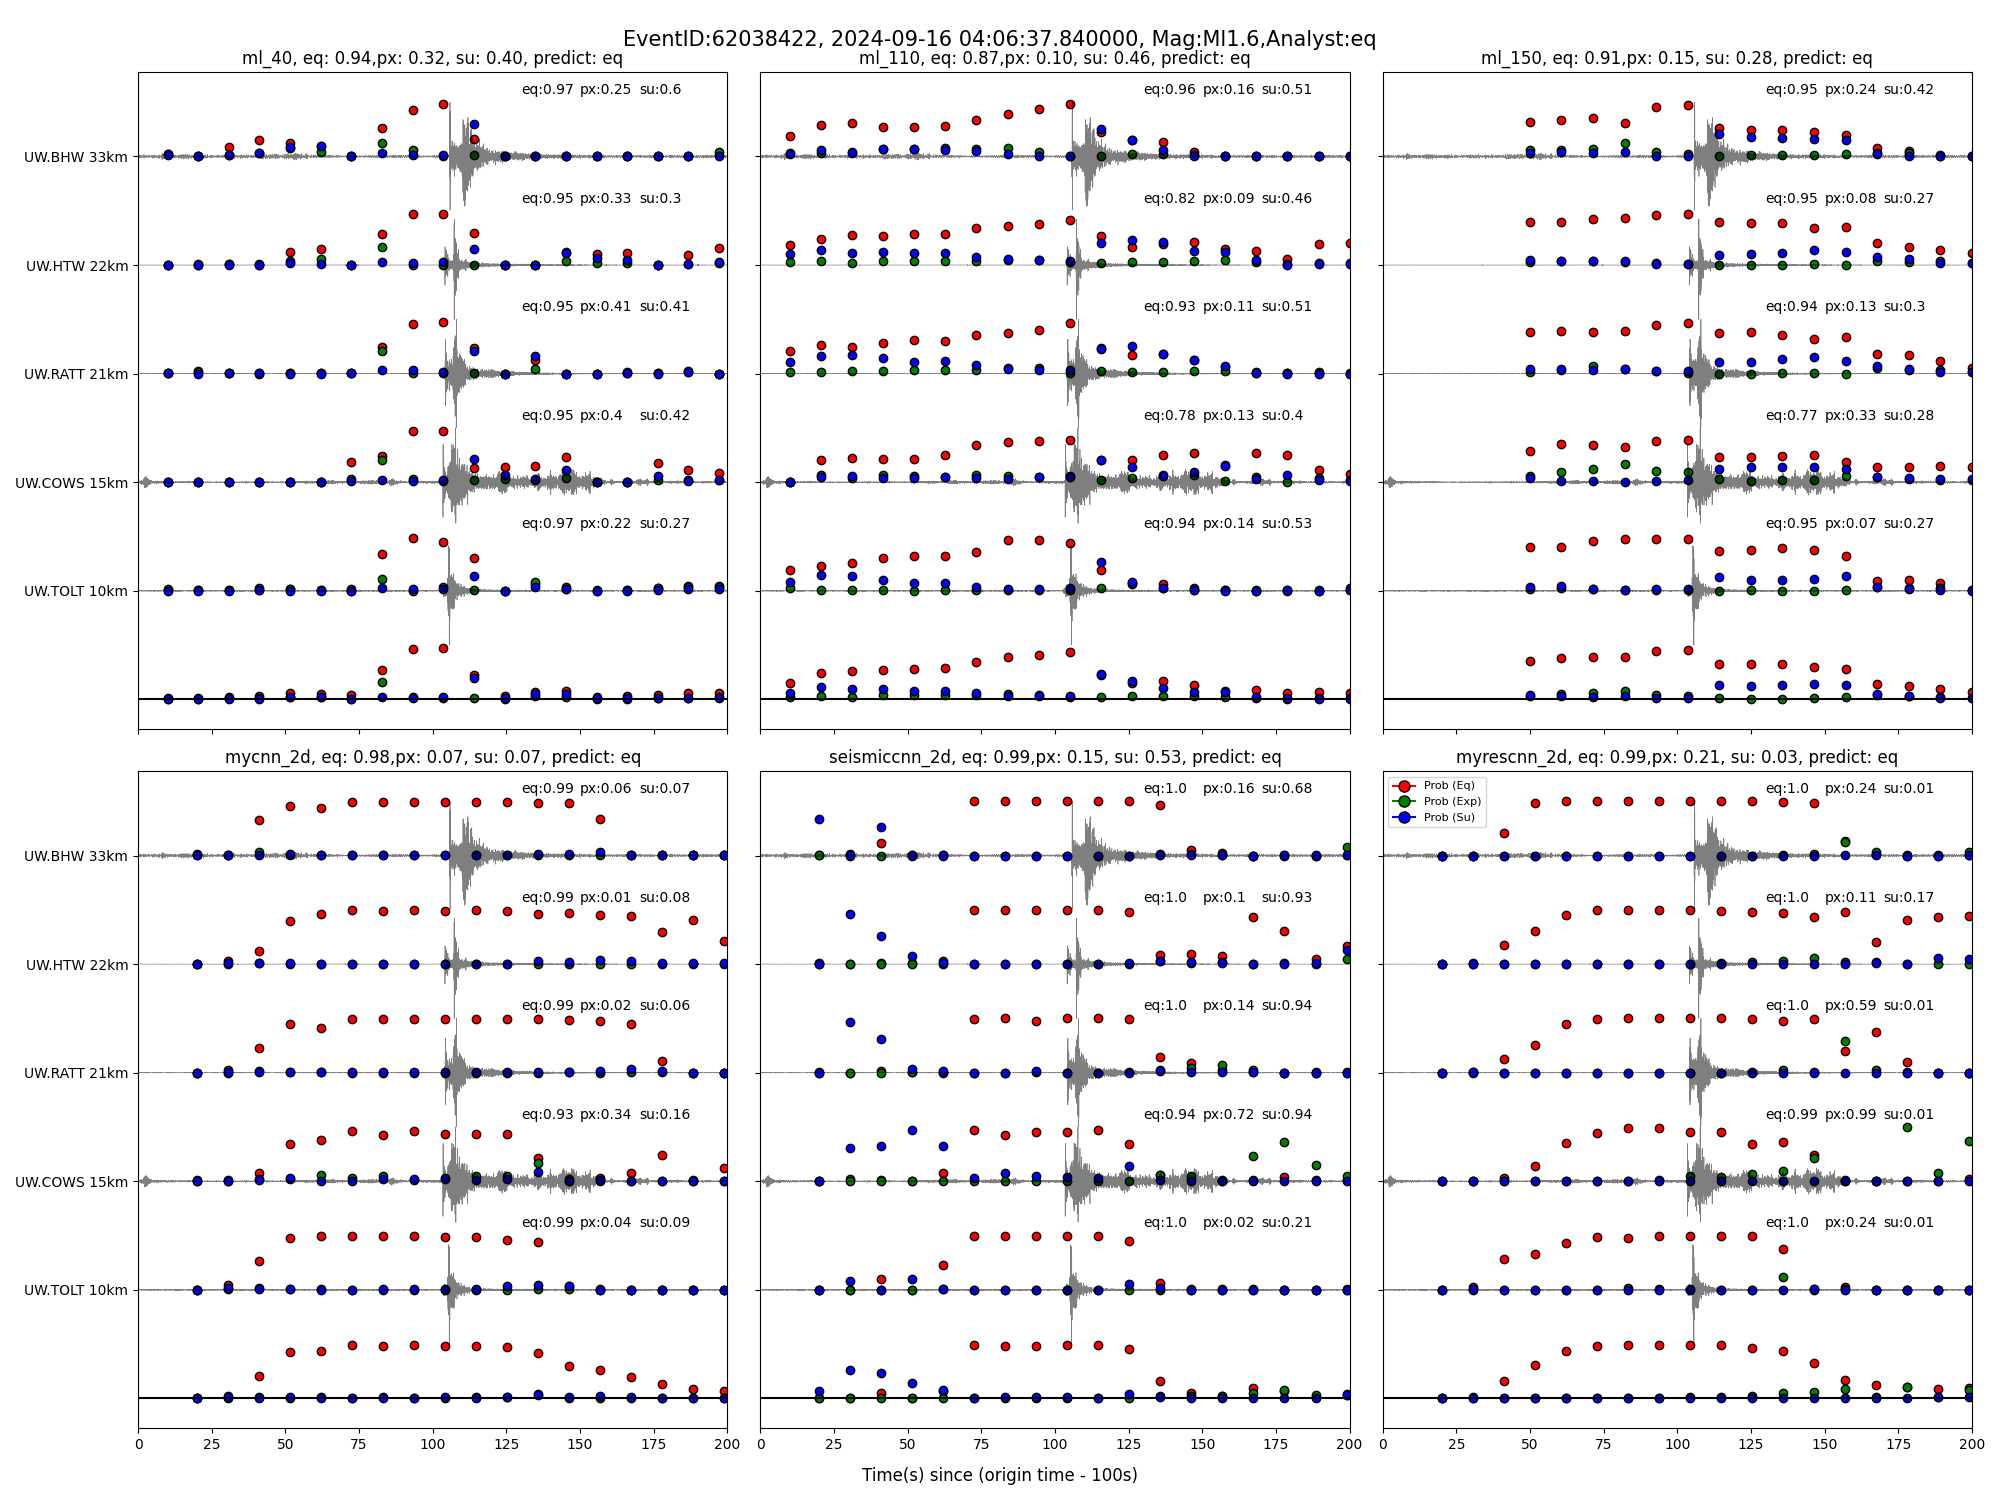 EventID:62038422, 2024-09-16 04:06:37.840000, Mag:Ml1.6,Analyst:eq
ml_40, eq: 0.94,px: 0.32, su: 0.40, predict: eq
eq:0.97 px:0.25 su:0.6
UW.BHW 33km
eq:0.95 px:0.33 su:0.3
UW.HTW 22km
eq:0.95 px:0.41 su:0.41
UW.RATT 21km
eq:0.95 px:0.4 su:0.42
UW.COWS 15km
eq:0.97 px:0.22 su:0.27
UW.TOLT 10km
ml_110, eq: 0.87,px: 0.10, su: 0.46, predict: eq
eq:0.96 px:0.16 su:0.51
eq:0.82 px:0.09 su:0.46
eq:0.93 px:0.11 su:0.51
eq:0.78 px:0.13 su:0.4
eq:0.94 px:0.14 su:0.53
ml_150, eq: 0.91,px: 0.15, su: 0.28, predict: eq
eq:0.95 px:0.24 su:0.42
eq:0.95 px:0.08 su:0.27
eq:0.94 px:0.13 su:0.3
eq:0.77 px:0.33 su:0.28
eq:0.95 px:0.07 su:0.27
mycnn_2d, eq: 0.98,px: 0.07, su: 0.07, predict: eq
eq:0.99 px:0.06 su:0.07
UW.BHW 33km
eq:0.99 px:0.01 su:0.08
UW.HTW 22km
eq:0.99 px:0.02 su:0.06
UW.RATT 21km
eq:0.93 px:0.34 su:0.16
UW.COWS 15km
eq:0.99 px:0.04 su:0.09
UW.TOLT 10km
0 25 50 75 100 125 150 175 200
seismiccnn_2d, eq: 0.99,px: 0.15, su: 0.53, predict: eq
eq:1.0 px:0.16 su:0.68
eq:1.0 px:0.1 su:0.93
eq:1.0 px:0.14 su:0.94
eq:0.94 px:0.72 su:0.94
eq:1.0 px:0.02 su:0.21
0 25 50 75 100 125 150 175 200
myrescnn_2d, eq: 0.99,px: 0.21, su: 0.03, predict: eq
Prob (Eq)
Prob (Exp)
Prob (Su)
eq:1.0 px:0.24 su:0.01
eq:1.0 px:0.11 su:0.17
eq:1.0 px:0.59 su:0.01
eq:0.99 px:0.99 su:0.01
eq:1.0 px:0.24 su:0.01
0 25 50 75 100 125 150 175 200
Time(s) since (origin time - 100s)